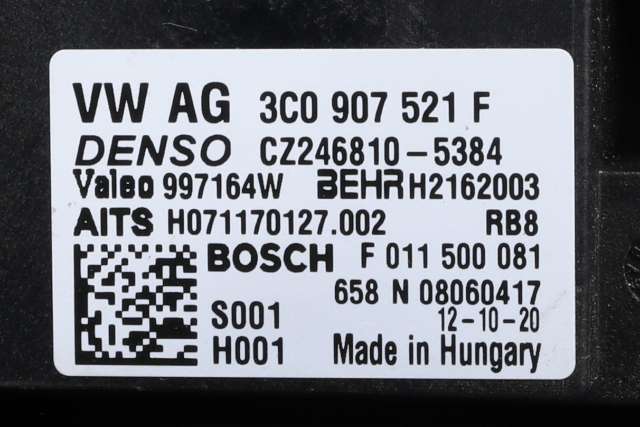 VW AG 3C0 907 521 F
DENSO CZ246810-5384
Valeo 997164W BEHR H2162003
AITS H071170127.002 RB8
BOSCH F 011 500 081
658 N 08060417
S001 12-10-20
H001 Made in Hungary